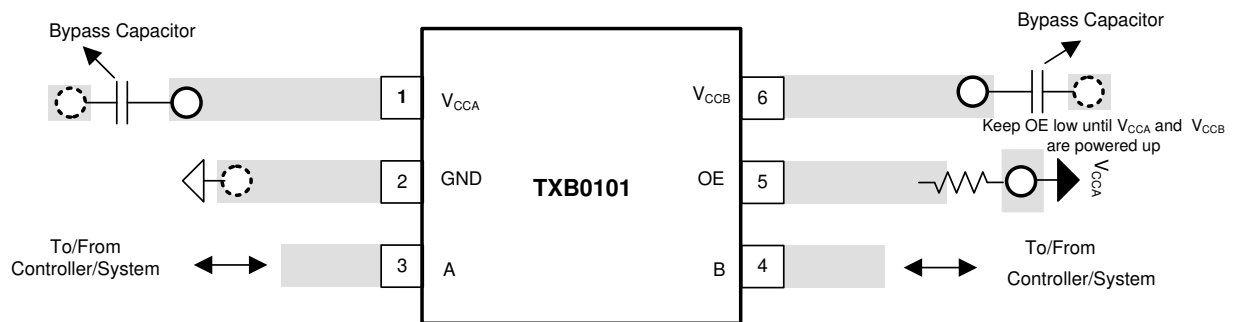 Bypass Capacitor
Bypass Capacitor
1
VCCA
VCCB
6
Keep OE low until VCCA and VCCB
are powered up
2
GND
TXB0101
OE
5
VCCA
To/From
Controller/System
3
A
B
4
To/From
Controller/System